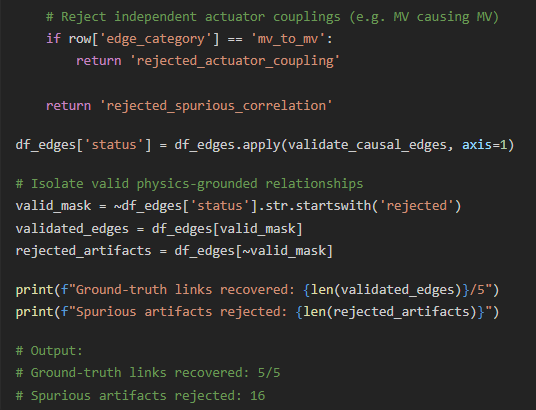 # Reject independent actuator couplings (e.g. MV causing MV)
if row['edge_category'] == 'mv_to_mv':
return 'rejected_actuator_coupling'
return 'rejected_spurious_correlation'
df_edges['status'] = df_edges.apply(validate_causal_edges, axis=1)
# Isolate valid physics-grounded relationships
valid_mask = ~df_edges['status'].str.startswith('rejected')
validated_edges = df_edges[valid_mask]
rejected_artifacts = df_edges[~valid_mask]
print(f"Ground-truth links recovered: {len(validated_edges)}/5")
print(f"Spurious artifacts rejected: {len(rejected_artifacts)}")
# Output:
# Ground-truth links recovered: 5/5
# Spurious artifacts rejected: 16